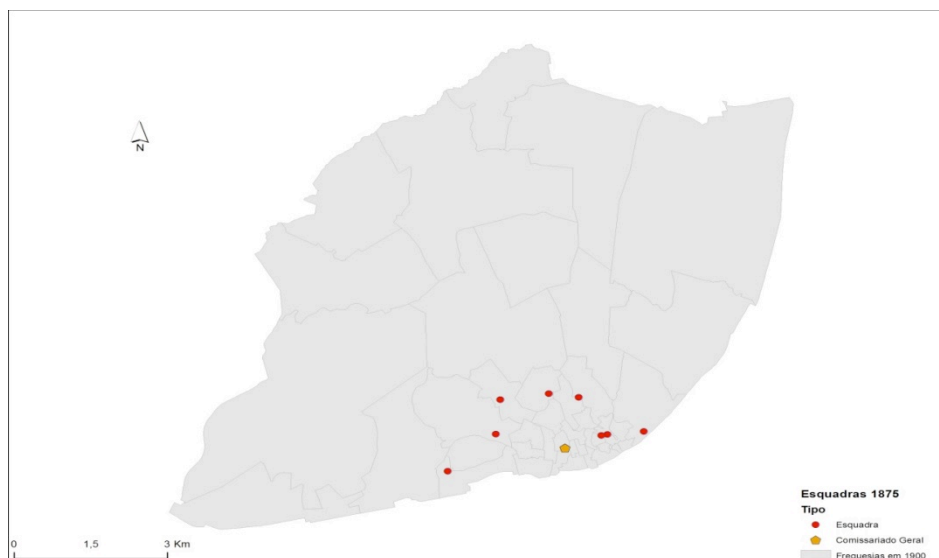 N
Esquadras 1875
Tipo
Esquadra
Comissariado Geral
Freguesias em 1900
0 1,5 3 Km